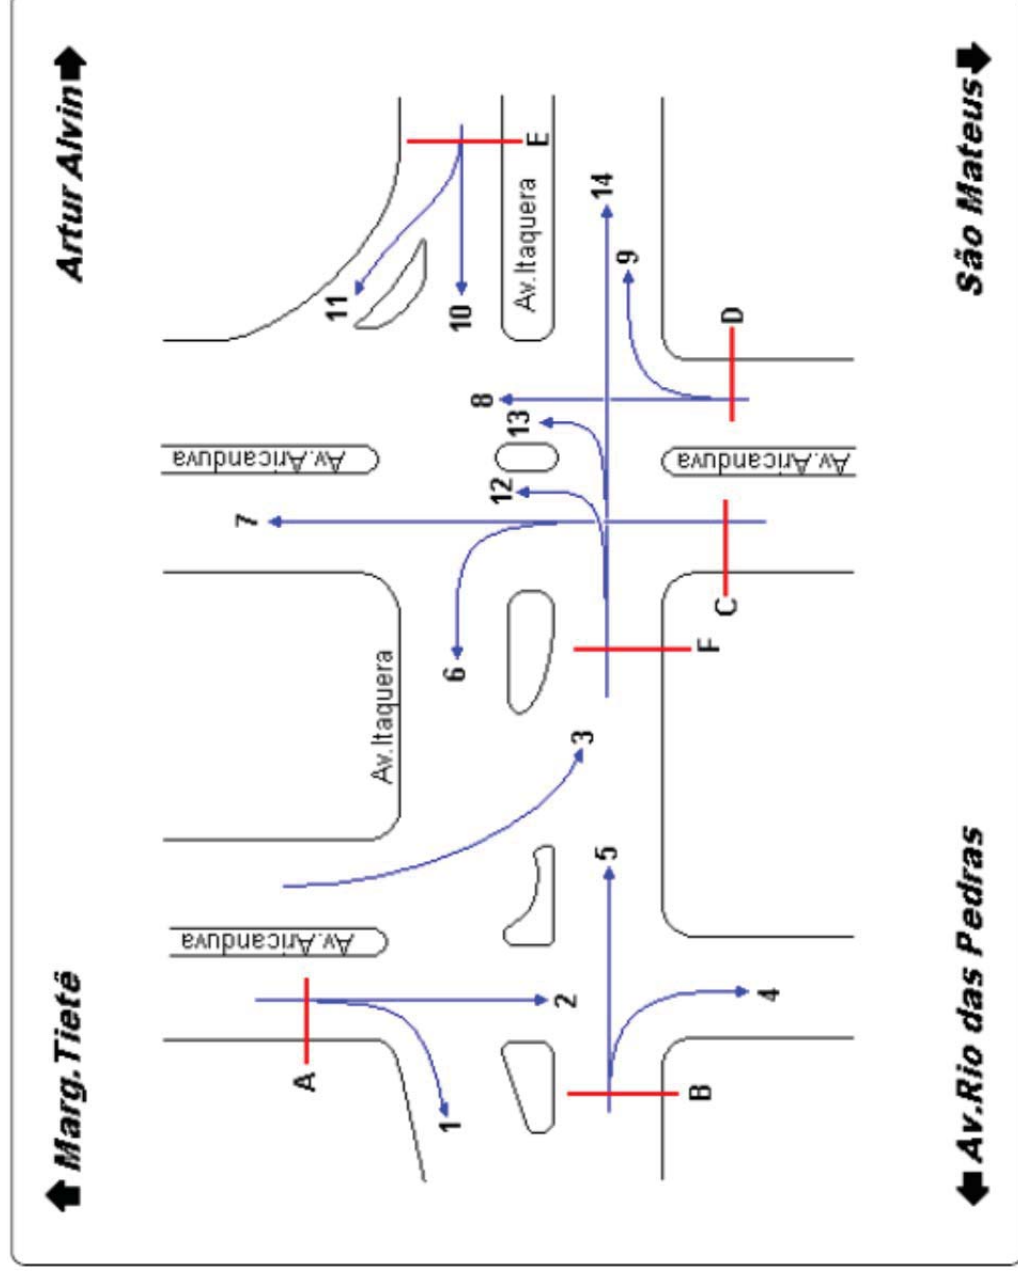 Marg.Tietê
Artur Alvin
Av.Rio das Pedras
São Mateus
Av.Aricanduva
Av.Aricanduva
Av.Aricanduva
Av.Itaquera
Av.Itaquera
A
B
C
D
E
F
1
2
3
4
5
6
7
8
9
10
11
12
13
14